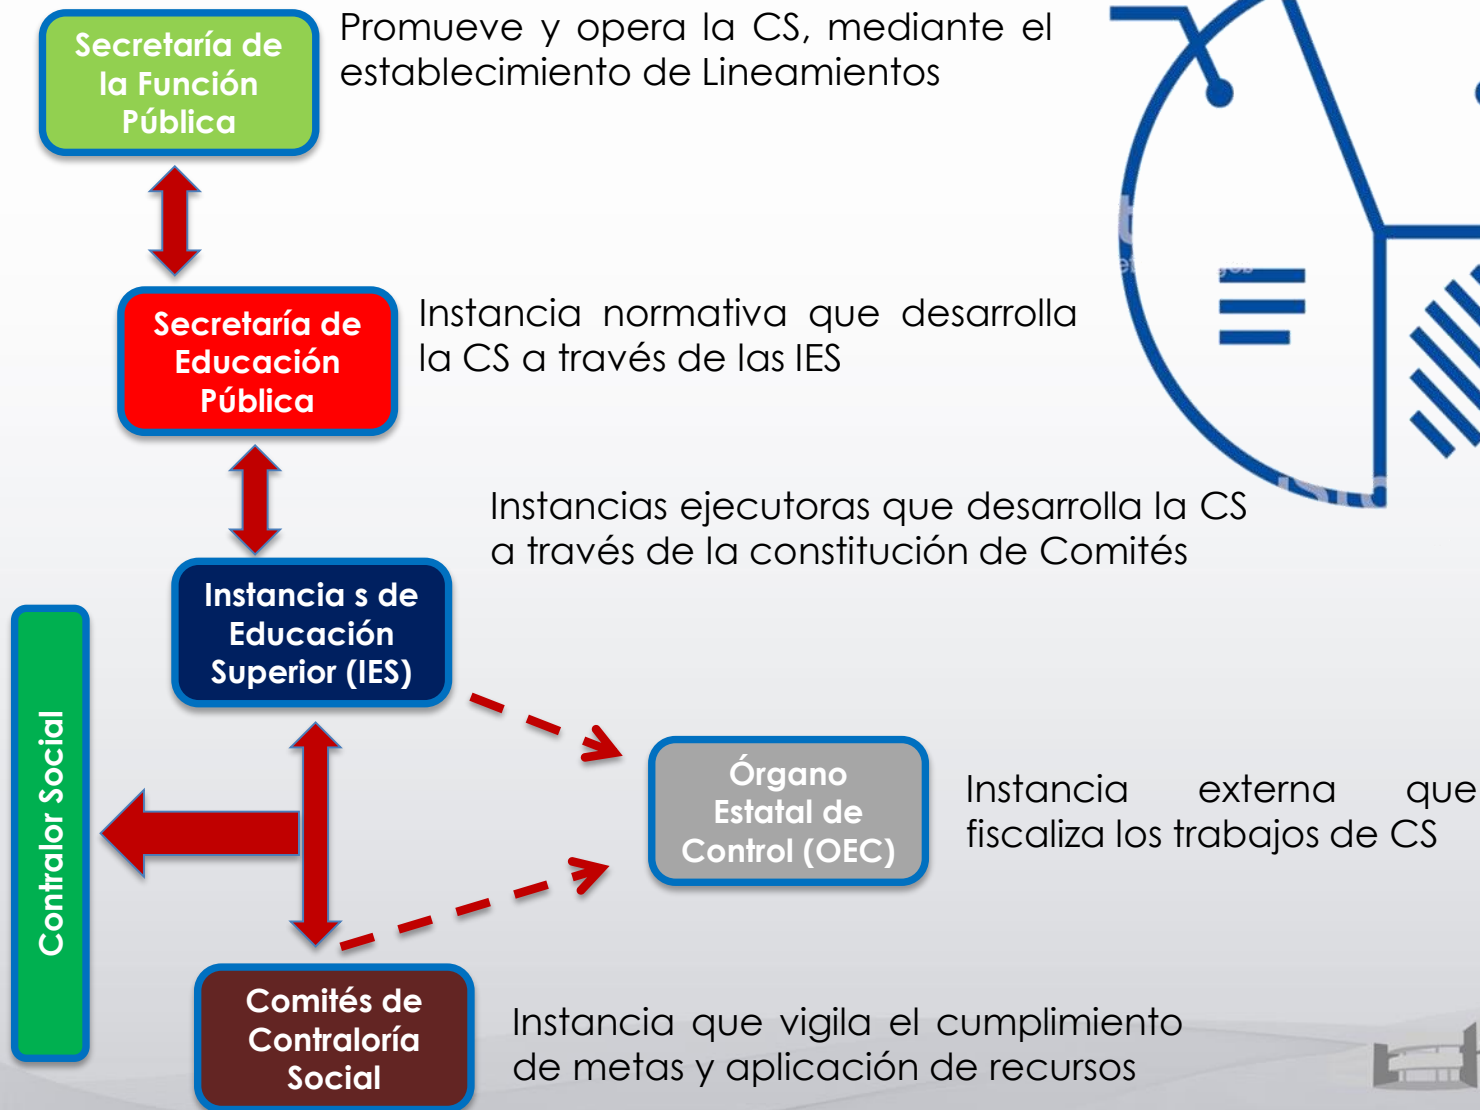 Secretaría de
la Función
Pública
Promueve y opera la CS, mediante el
establecimiento de Lineamientos
Secretaría de
Educación
Pública
Instancia normativa que desarrolla
la CS a través de las IES
Instancias ejecutoras que desarrolla la CS
a través de la constitución de Comités
Instancia s de
Educación
Superior (IES)
Contralor Social
Órgano
Estatal de
Control (OEC)
Instancia externa que
fiscaliza los trabajos de CS
Comités de
Contraloría
Social
Instancia que vigila el cumplimiento
de metas y aplicación de recursos